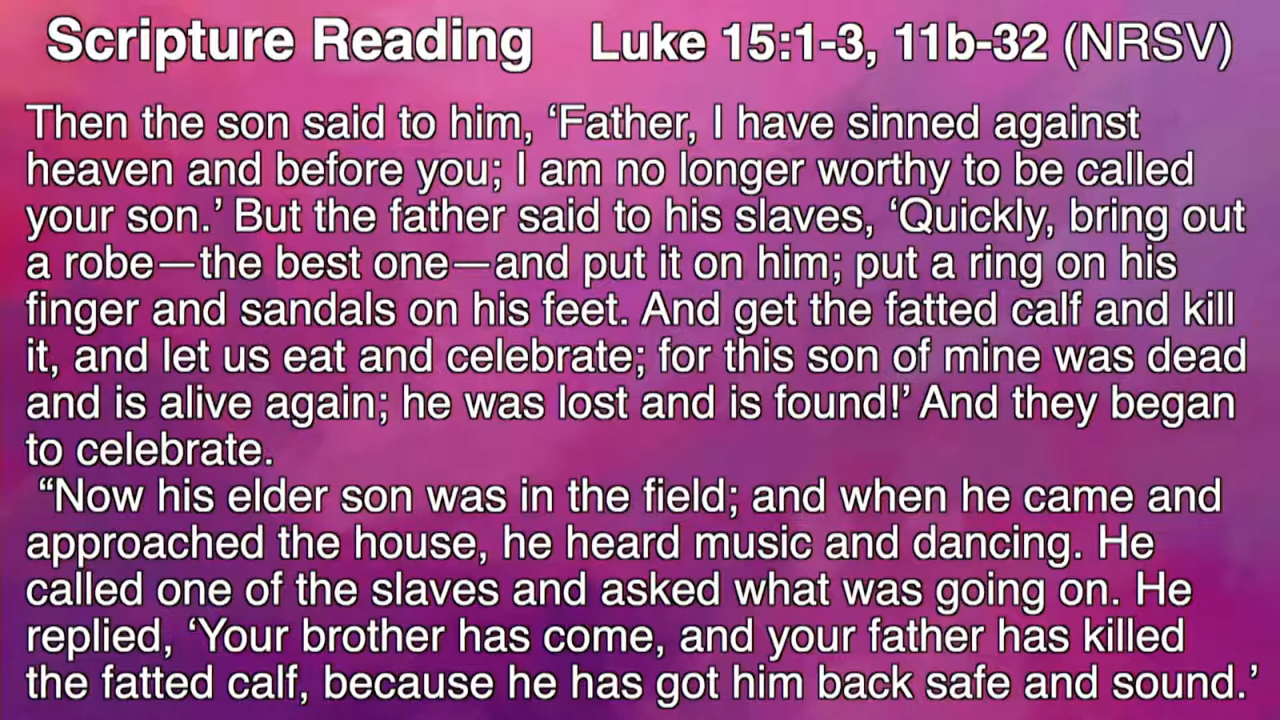 Scripture Reading Luke 15:1-3, 11b-32 (NRSV)
Then the son said to him, ‘Father, I have sinned against
heaven and before you; I am no longer worthy to be called
your son.’ But the father said to his slaves, ‘Quickly, bring out
a robe—the best one—and put it on him; put a ring on his
finger and sandals on his feet. And get the fatted calf and kill
it, and let us eat and celebrate; for this son of mine was dead
and is alive again; he was lost and is found!’ And they began
to celebrate.
“Now his elder son was in the field; and when he came and
approached the house, he heard music and dancing. He
called one of the slaves and asked what was going on. He
replied, ‘Your brother has come, and your father has killed
the fatted calf, because he has got him back safe and sound.’